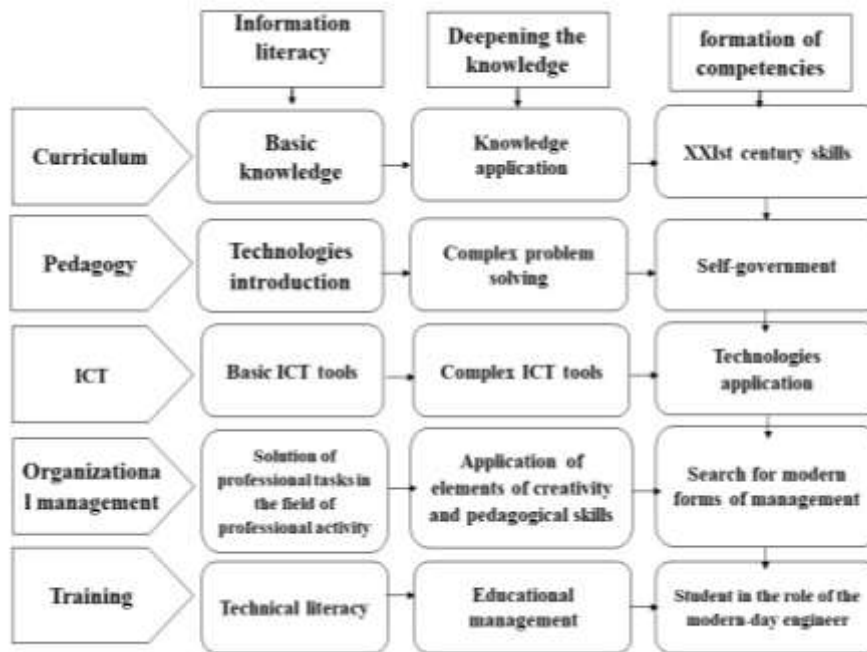 Information
literacy
Deepening the
knowledge
formation of
competencies
Curriculum
Basic
knowledge
Knowledge
application
XXIst century skills
Pedagogy
Technologies
introduction
Complex problem
solving
Self-government
ICT
Basic ICT tools
Complex ICT tools
Technologies
application
Organizationa
l management
Solution of
professional tasks in
the field of
professional activity
Application of
elements of creativity
and pedagogical skills
Search for modern
forms of management
Training
Technical literacy
Educational
management
Student in the role of the
modern-day engineer